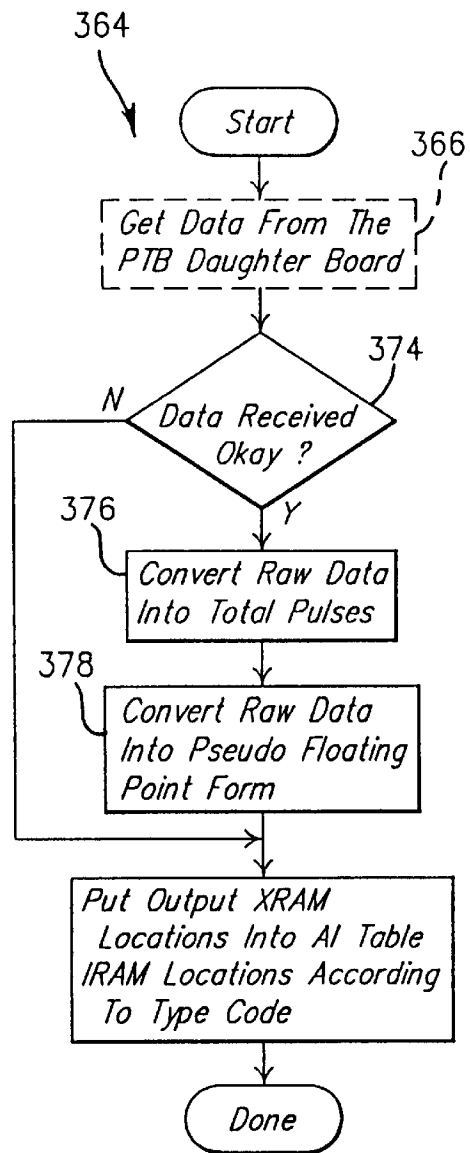 364
Start
366
Get Data From The
PTB Daughter Board
374
N
Data Received
Okay ?
Y
376
Convert Raw Data
Into Total Pulses
378
Convert Raw Data
Into Pseudo Floating
Point Form
Put Output XRAM
Locations Into AI Table
IRAM Locations According
To Type Code
Done